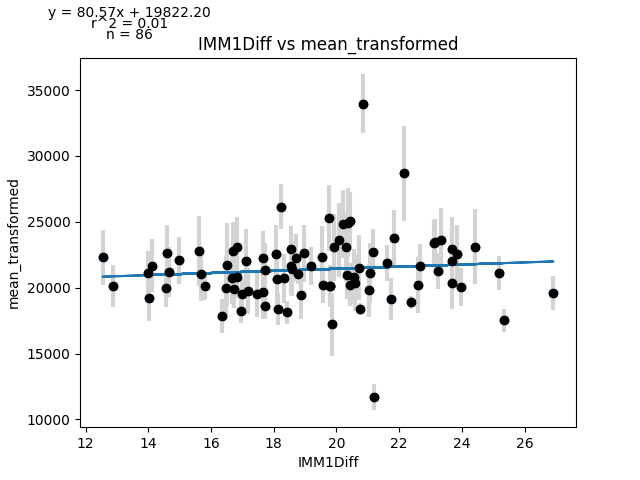 y = 80.57x + 19822.20
r^2 = 0.01
n = 86
IMM1Diff vs mean_transformed
35000
30000
25000
20000
15000
10000
mean_transformed
12 14 16 18 20 22 24 26
IMM1Diff